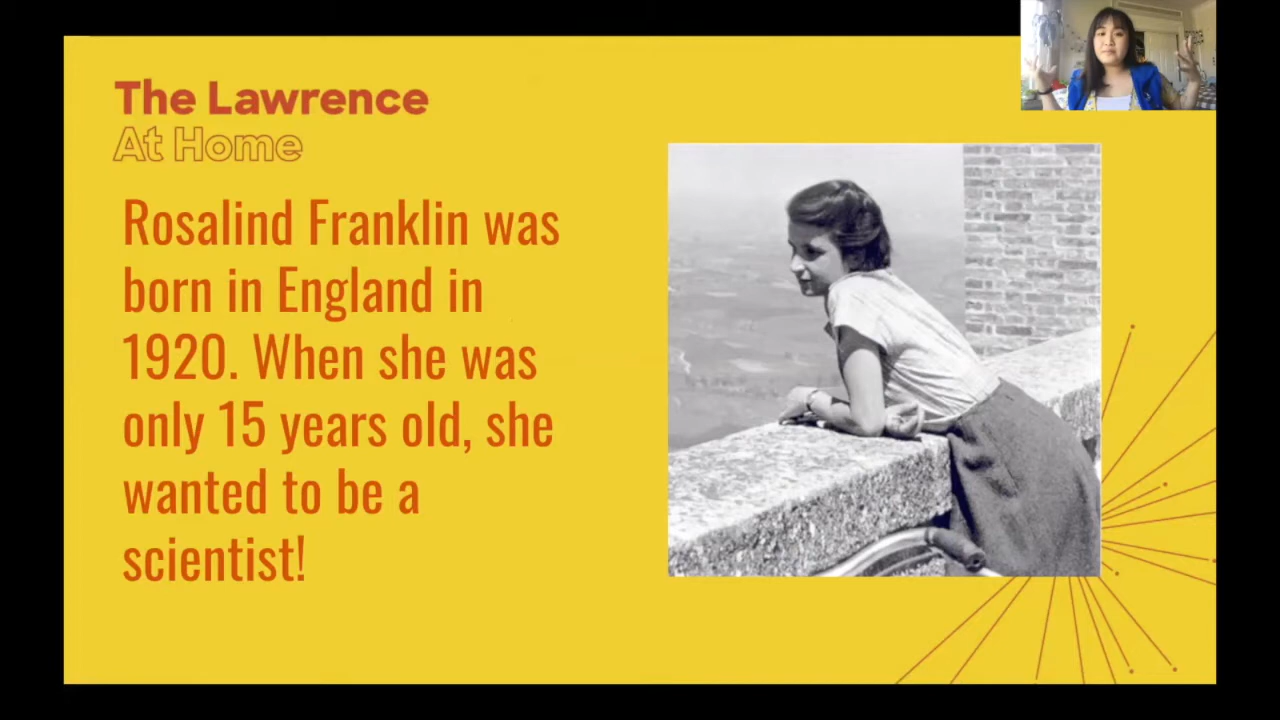 The Lawrence
At Home
Rosalind Franklin was
born in England in
1920. When she was
only 15 years old, she
wanted to be a
scientist!